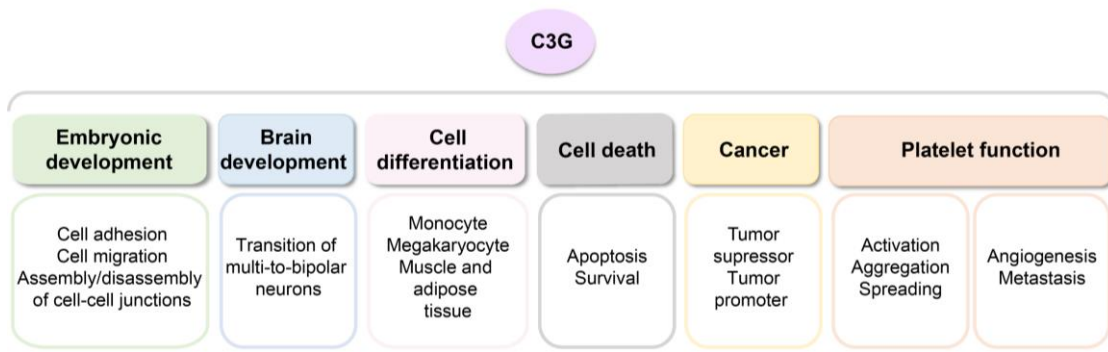 C3G
Embryonic
development
Cell adhesion
Cell migration
Assembly/disassembly
of cell-cell junctions
Brain
development
Transition of
multi-to-bipolar
neurons
Cell
differentiation
Monocyte
Megakaryocyte
Muscle and
adipose
tissue
Cell death
Apoptosis
Survival
Cancer
Tumor
supressor
Tumor
promoter
Platelet function
Activation
Aggregation
Spreading
Angiogenesis
Metastasis